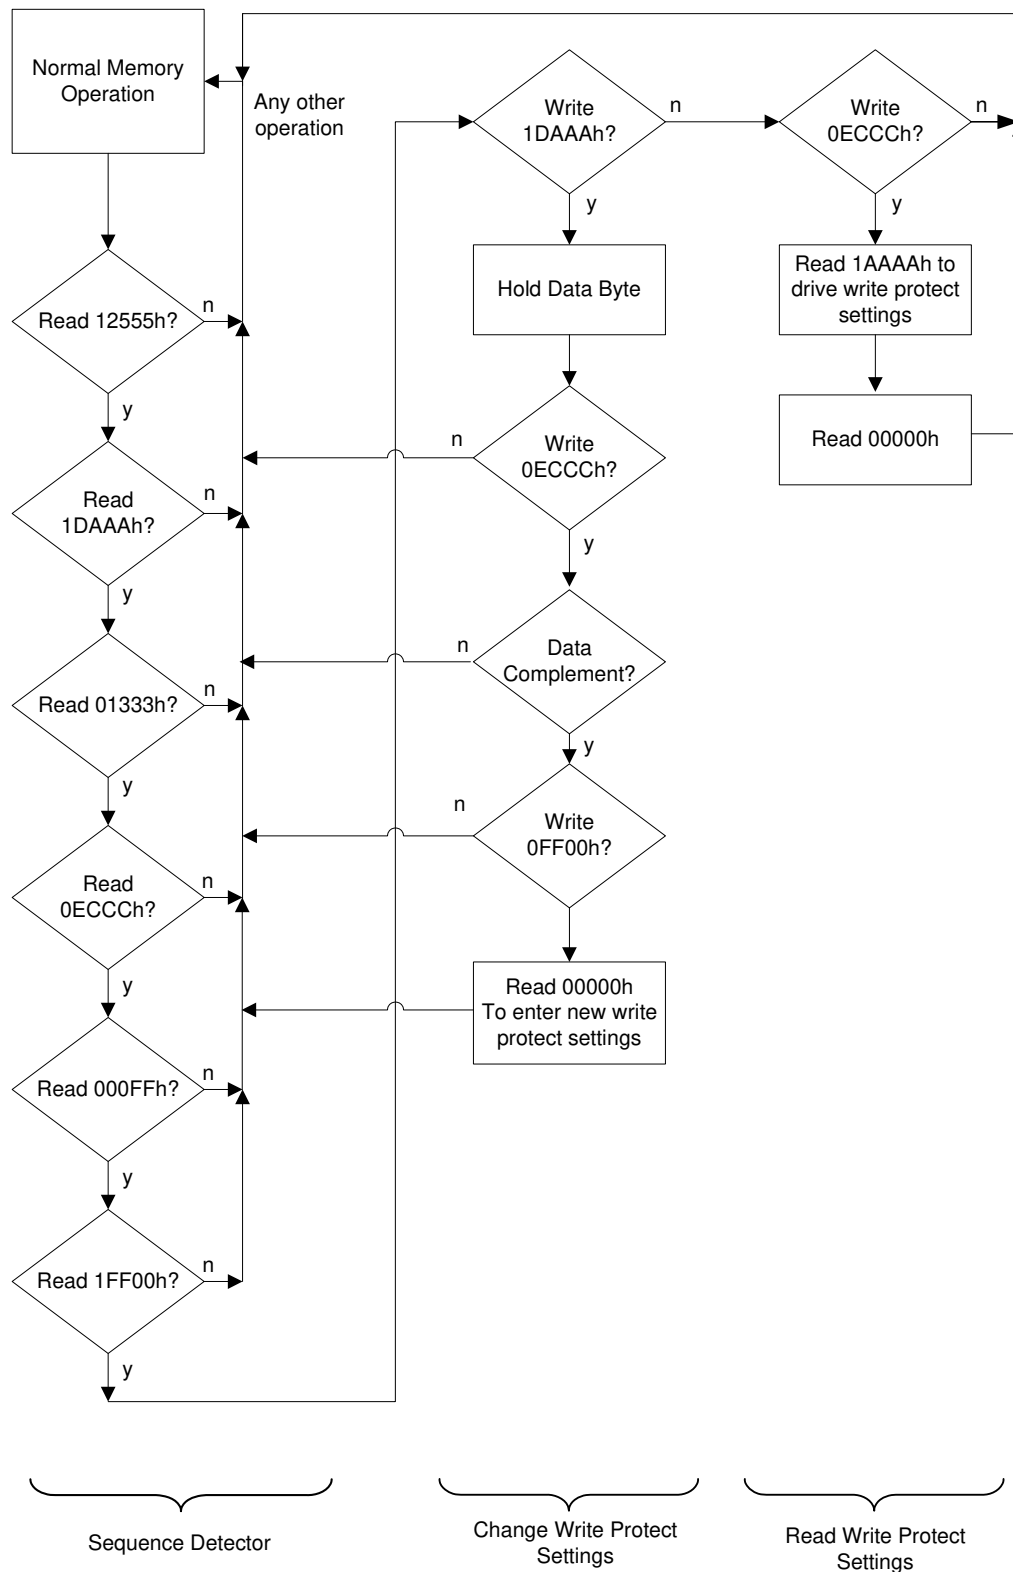 Normal Memory
Operation
Any other
operation
Read 12555h?
n
y
Read
1DAAAh?
n
y
Read 01333h?
n
y
Read
0ECCCh?
n
y
Read 000FFh?
n
y
Read 1FF00h?
n
y
Write
1DAAAh?
n
y
Hold Data Byte
Write
0ECCCh?
n
y
Data
Complement?
n
y
Write
0FF00h?
n
Read 00000h
To enter new write
protect settings
Write
0ECCCh?
n
y
Read 1AAAAh to
drive write protect
settings
Read 00000h
Sequence Detector
Change Write Protect
Settings
Read Write Protect
Settings